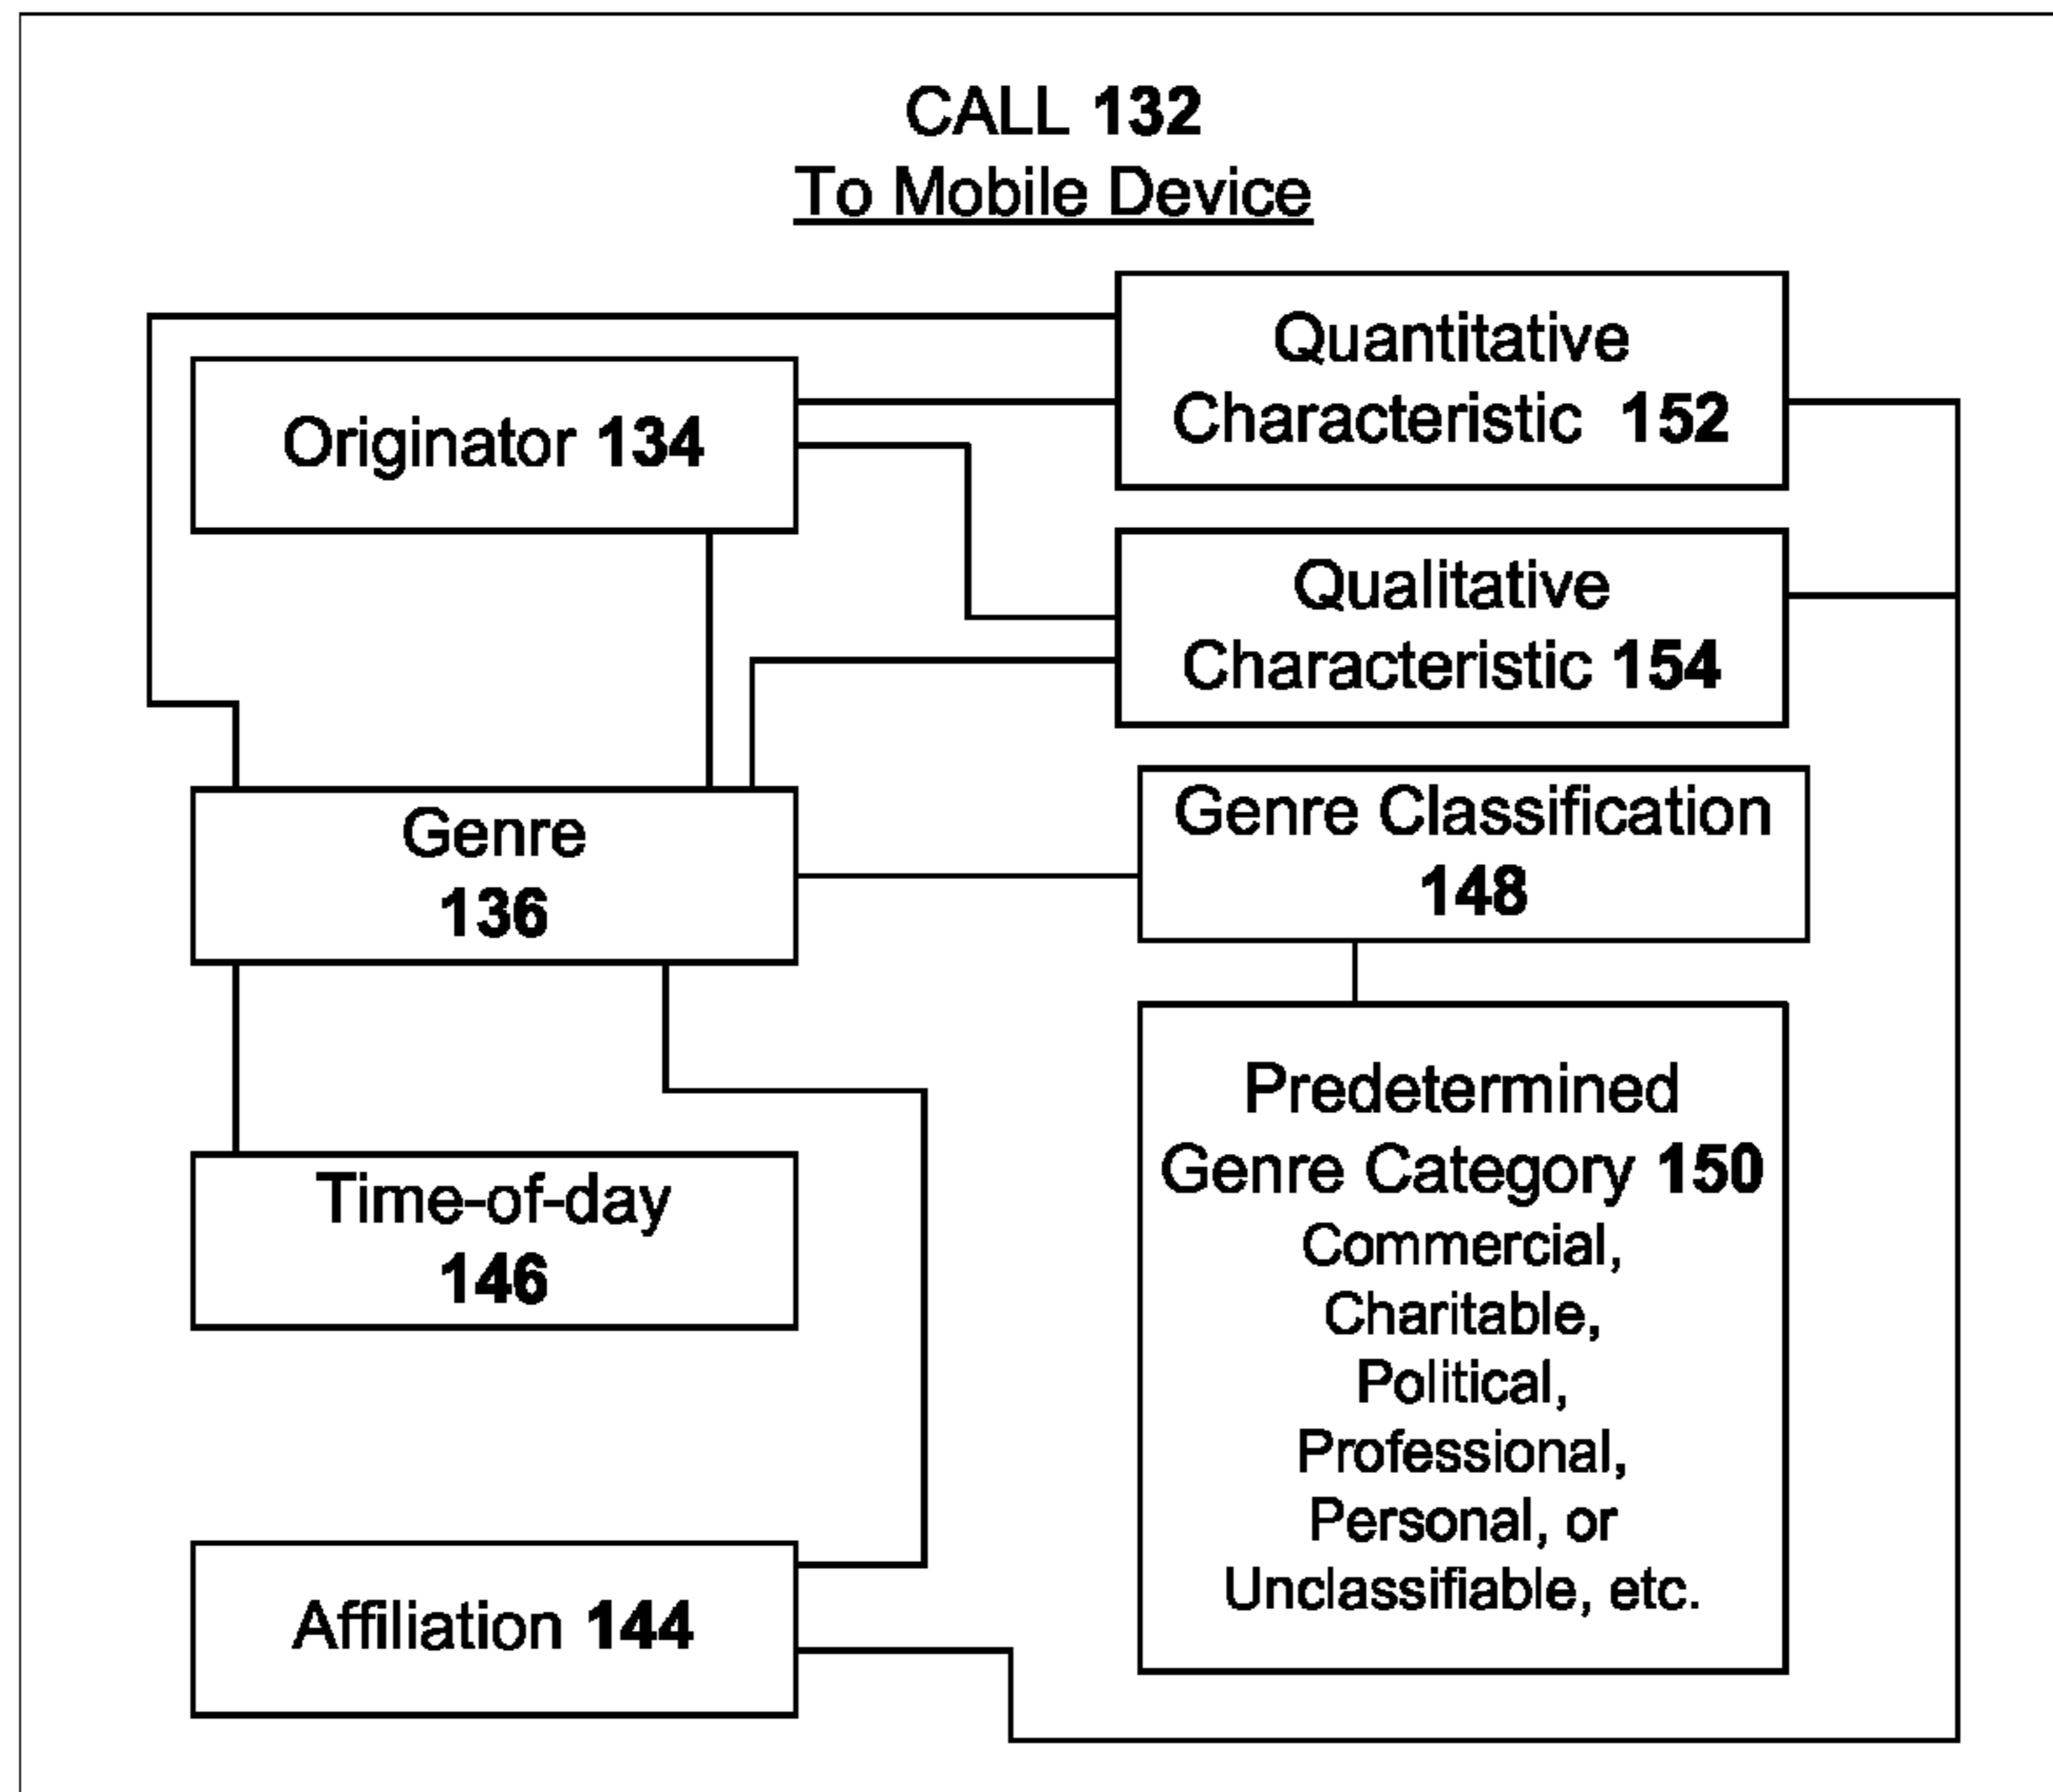 CALL 132
To Mobile Device
Quantitative
Characteristic 152
Originator 134
Qualitative
Characteristic 154
Genre
136
Genre Classification
148
Time-of-day
146
Predetermined
Genre Category 150
Commercial,
Charitable,
Political,
Professional,
Personal, or
Unclassifiable, etc.
Affiliation 144